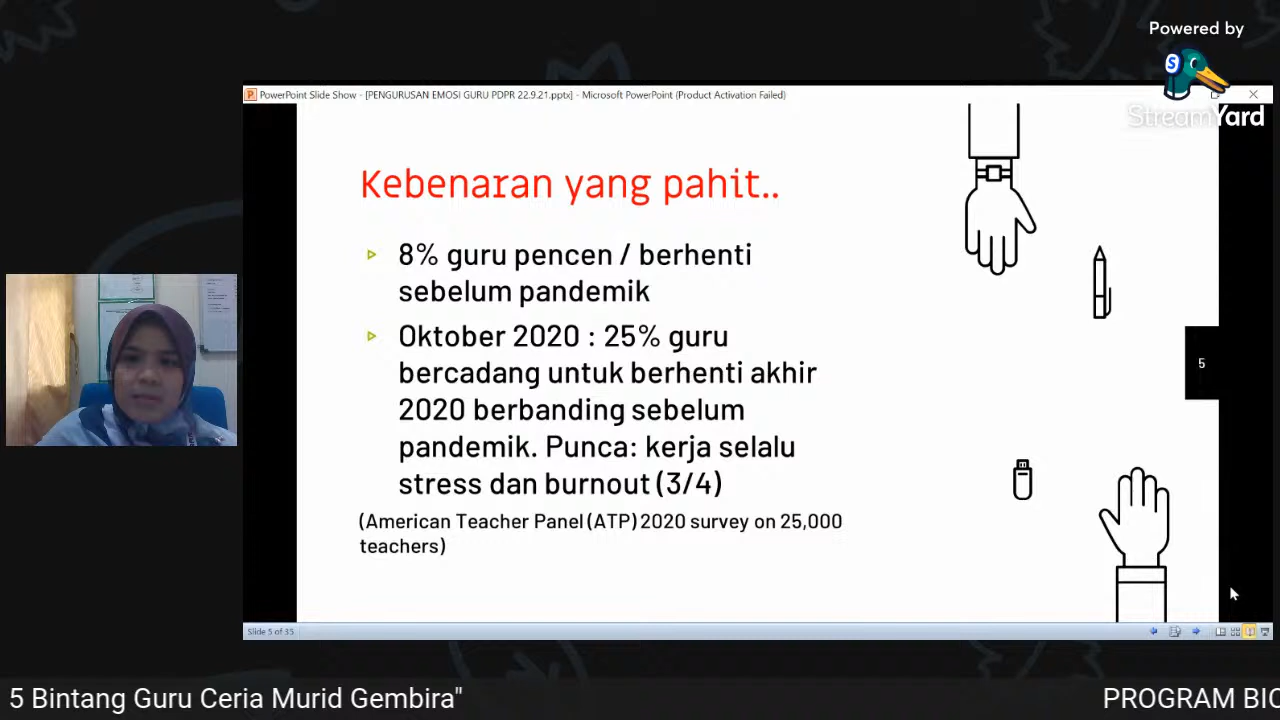 Powered by
StreamYard
PowerPoint Slide Show - [PENGURUSAN EMOSI GURU PDPR 22.9.21.pptx] - Microsoft PowerPoint (Product Activation Failed)
Kebenaran yang pahit..
8% guru pencen / berhenti
sebelum pandemik
Oktober 2020 : 25% guru
bercadang untuk berhenti akhir
2020 berbanding sebelum
pandemik. Punca: kerja selalu
stress dan burnout (3/4)
(American Teacher Panel (ATP) 2020 survey on 25,000
teachers)
5
Slide 5 of 35
5 Bintang Guru Ceria Murid Gembira" PROGRAM BIC